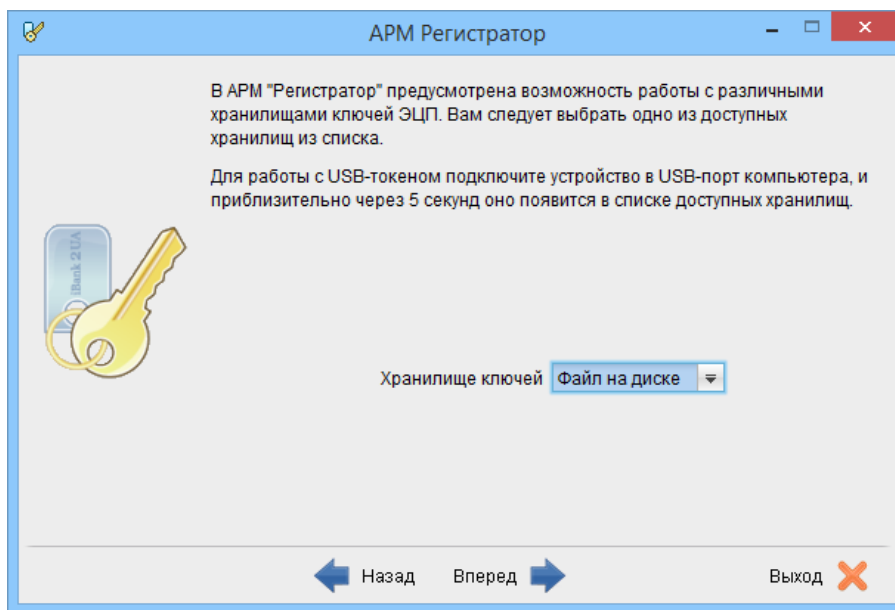 АРМ Регистратор
В АРМ "Регистратор" предусмотрена возможность работы с различными
хранилищами ключей ЭЦП. Вам следует выбрать одно из доступных
хранилищ из списка.
Для работы с USB-токеном подключите устройство в USB-порт компьютера, и
приблизительно через 5 секунд оно появится в списке доступных хранилищ.
iBank 2 UA
Хранилище ключей Файл на диске
Назад Вперед Выход